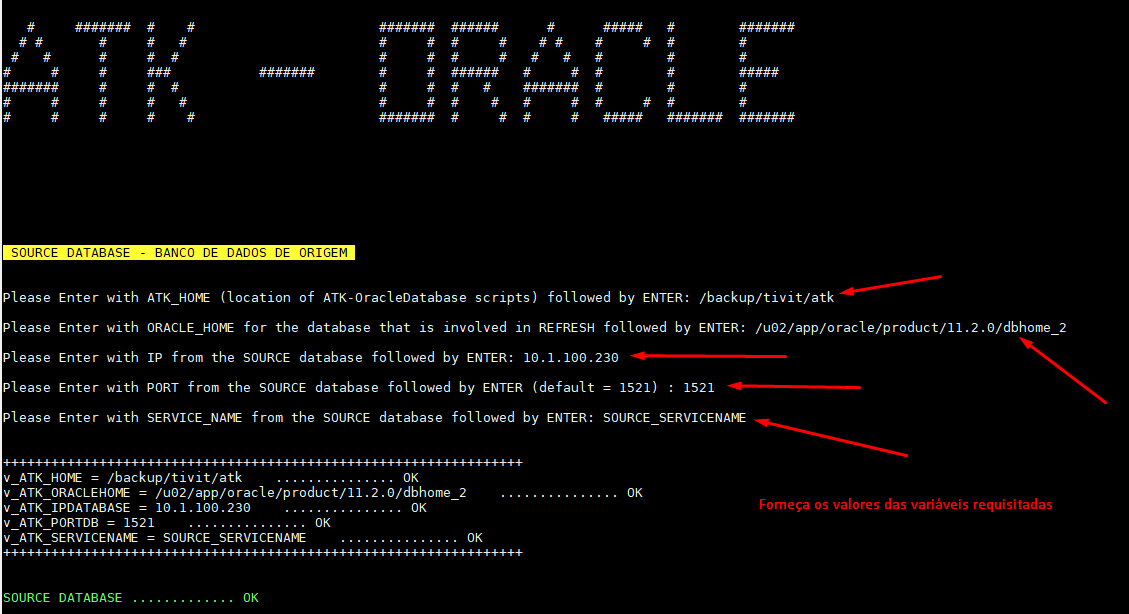 ATK - ORACLE
SOURCE DATABASE - BANCO DE DADOS DE ORIGEM
Please Enter with ATK_HOME (location of ATK-OracleDatabase scripts) followed by ENTER: /backup/tivit/atk
Please Enter with ORACLE_HOME for the database that is involved in REFRESH followed by ENTER: /u02/app/oracle/product/11.2.0/dbhome_2
Please Enter with IP from the SOURCE database followed by ENTER: 10.1.100.230
Please Enter with PORT from the SOURCE database followed by ENTER (default = 1521) : 1521
Please Enter with SERVICE_NAME from the SOURCE database followed by ENTER: SOURCE_SERVICENAME
+++++++++++++++++++++++++++++++++++++++++++++++++++++++++++++++++
v_ATK_HOME = /backup/tivit/atk    ............... OK
v_ATK_ORACLEHOME = /u02/app/oracle/product/11.2.0/dbhome_2    ............... OK
v_ATK_IPDATABASE = 10.1.100.230    ............... OK
Forneça os valores das variáveis requisitadas
v_ATK_PORTDB = 1521    ............... OK
v_ATK_SERVICENAME = SOURCE_SERVICENAME    ............... OK
+++++++++++++++++++++++++++++++++++++++++++++++++++++++++++++++++
SOURCE DATABASE ............. OK